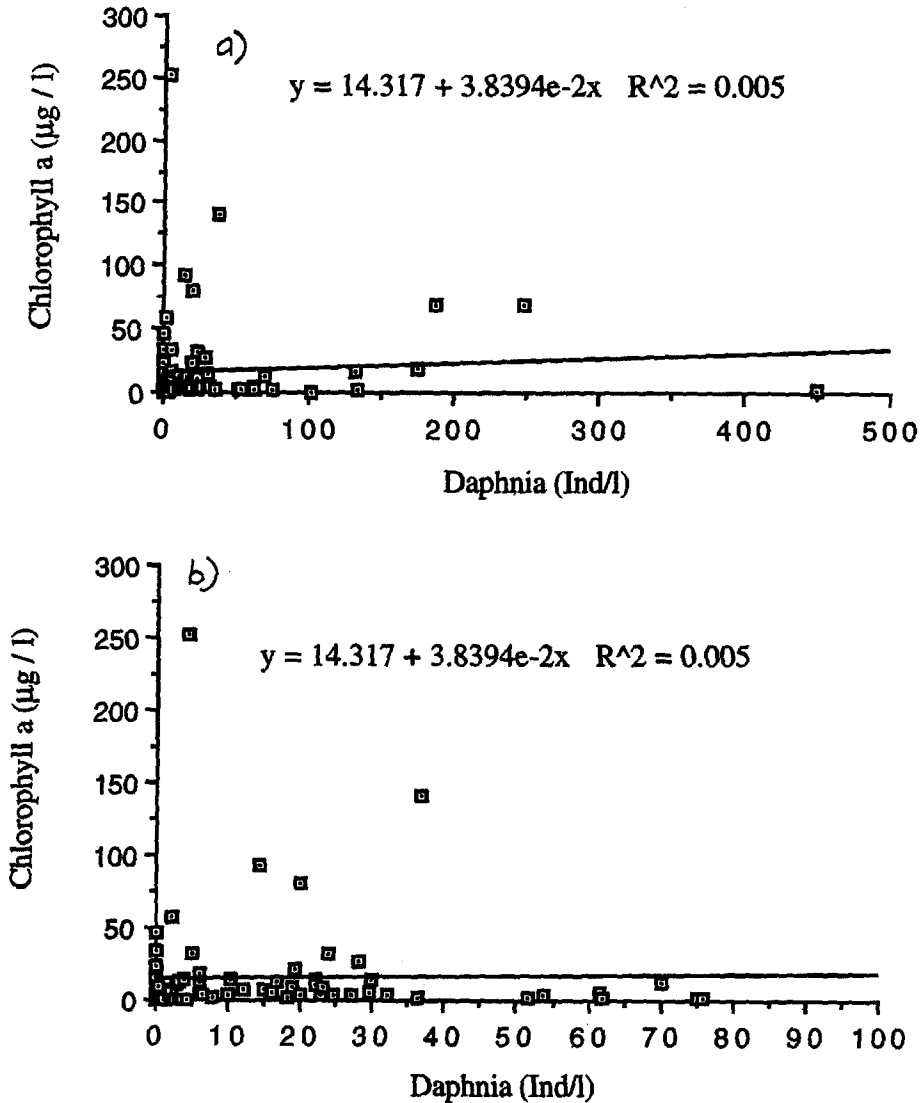 a)
y = 14.317 + 3.8394e-2x R^2 = 0.005
Chlorophyll a (µg / l)
300
250
200
150
100
50
0
0 100 200 300 400 500
Daphnia (Ind/l)
b)
y = 14.317 + 3.8394e-2x R^2 = 0.005
Chlorophyll a (µg / l)
300
250
200
150
100
50
0
0 10 20 30 40 50 60 70 80 90 100
Daphnia (Ind/l)